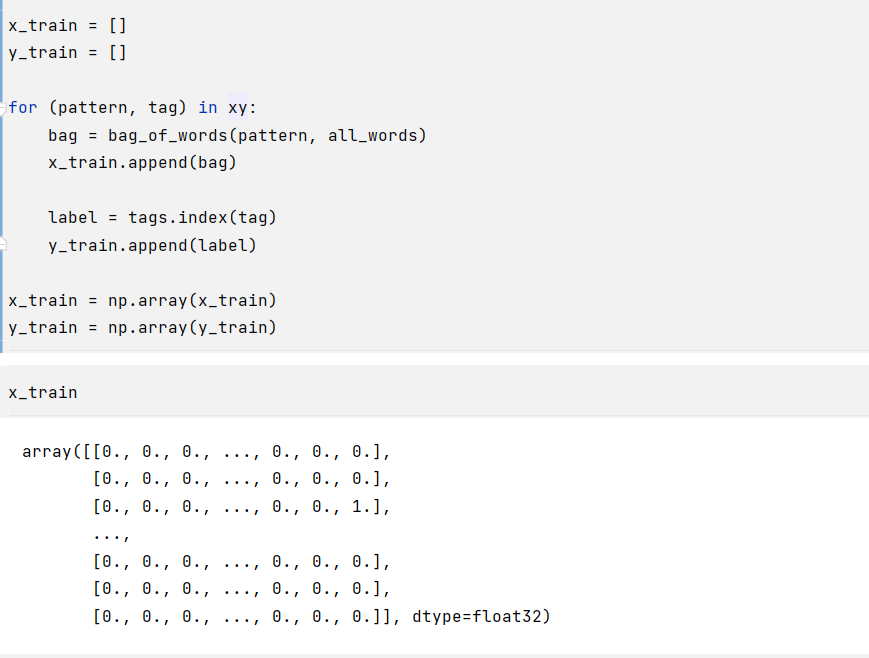 x_train = []
y_train = []
for (pattern, tag) in xy:
    bag = bag_of_words(pattern, all_words)
    x_train.append(bag)
    label = tags.index(tag)
    y_train.append(label)
x_train = np.array(x_train)
y_train = np.array(y_train)
x_train
array([[0., 0., 0., ..., 0., 0., 0.],
       [0., 0., 0., ..., 0., 0., 0.],
       [0., 0., 0., ..., 0., 0., 1.],
       ...,
       [0., 0., 0., ..., 0., 0., 0.],
       [0., 0., 0., ..., 0., 0., 0.],
       [0., 0., 0., ..., 0., 0., 0.]], dtype=float32)